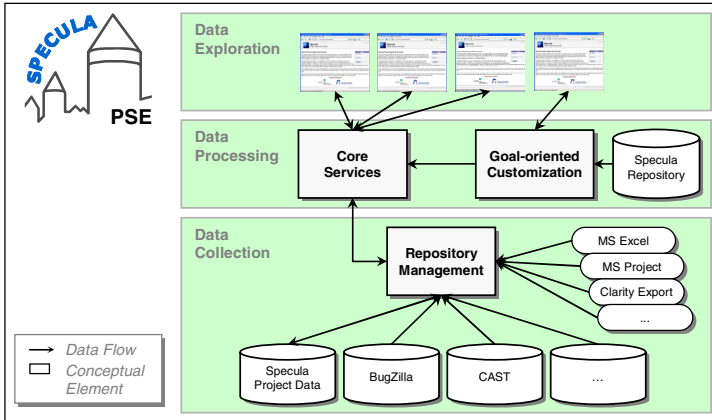 SPECULA
PSE
Data
Exploration
Data
Processing
Core
Services
Goal-oriented
Customization
Specula
Repository
Data
Collection
Repository
Management
MS Excel
MS Project
Clarity Export
...
Data Flow
Conceptual
Element
Specula
Project Data
BugZilla
CAST
...